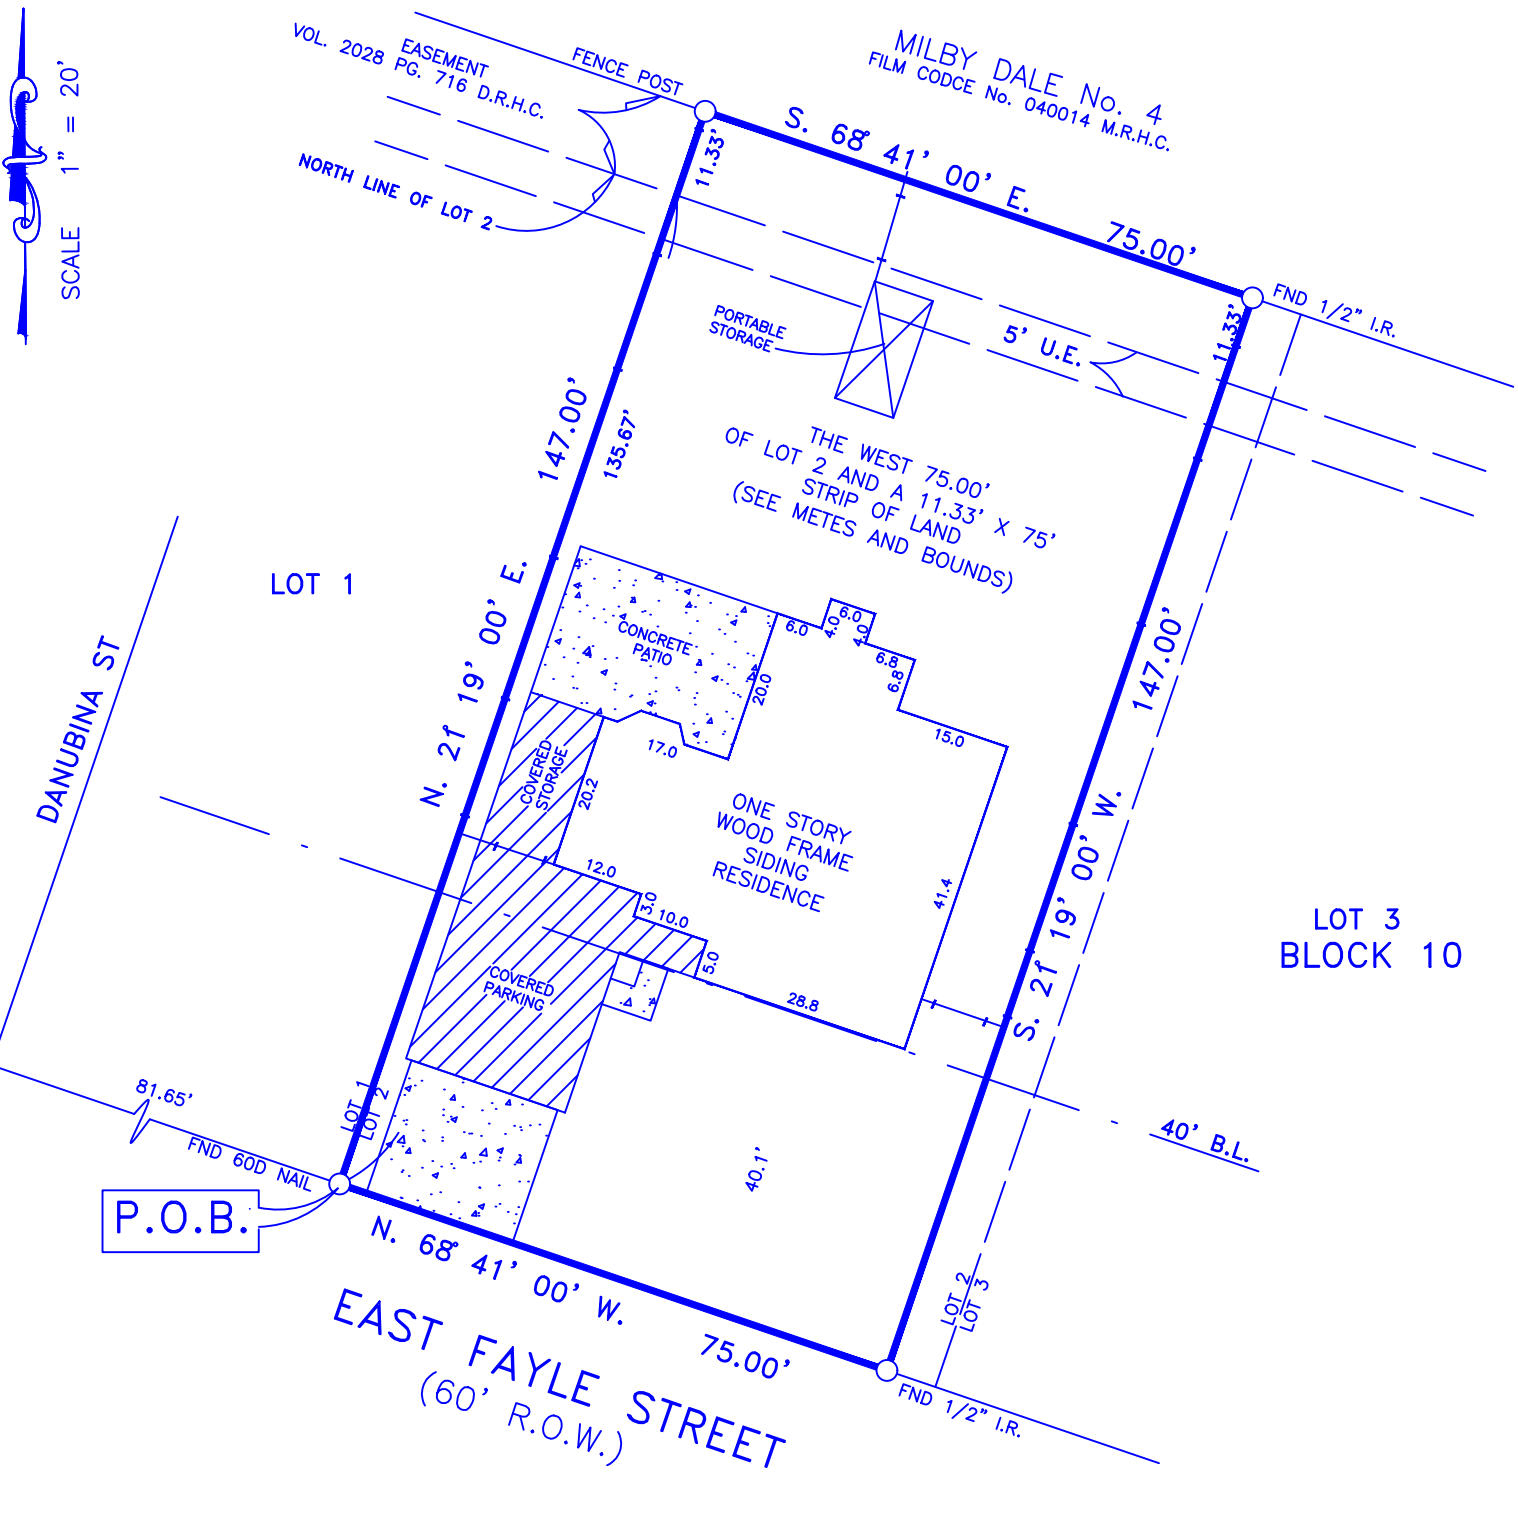 MILBY DALE No. 4
FILM CODCE No. 040014 M.R.H.C.
VOL. 2028 PG. 716 D.R.H.C.
EASEMENT
FENCE POST
SCALE 1" = 20'
NORTH LINE OF LOT 2
11.33'
S. 68° 41' 00' E.
75.00'
FND 1/2" I.R.
11.33'
PORTABLE
STORAGE
5' U.E.
147.00'
135.67'
THE WEST 75.00'
OF LOT 2 AND A 11.33' X 75'
STRIP OF LAND
(SEE METES AND BOUNDS)
LOT 1
N. 21° 19' 00' E.
CONCRETE
PATIO
6.0
4.0
6.0
4.0
6.8
6.8
20.0
15.0
17.0
147.00'
DANUBINA ST
COVERED
STORAGE
20.2
ONE STORY
WOOD FRAME
SIDING
RESIDENCE
12.0
3.0
10.0
5.0
41.4
28.8
COVERED
PARKING
S. 21° 19' 00' W.
LOT 3
BLOCK 10
40' B.L.
40.1'
81.65'
LOT 1
LOT 2
FND 60D NAIL
P.O.B.
N. 68° 41' 00' W.
75.00'
LOT 2
LOT 3
EAST FAYLE STREET
(60' R.O.W.)
FND 1/2" I.R.